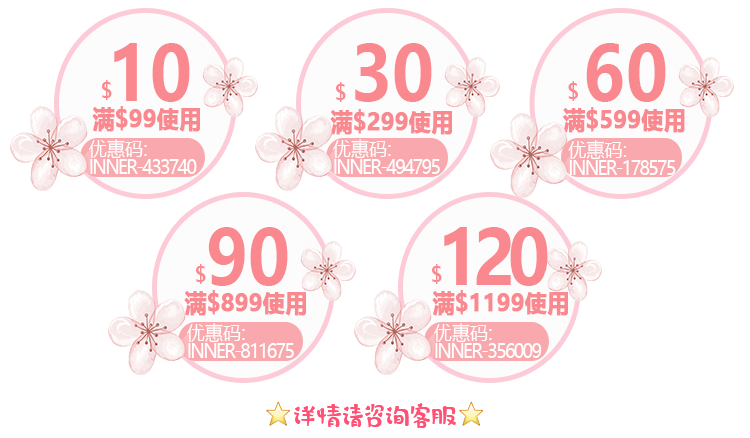 $10
满$99使用
优惠码:
INNER-433740
$30
满$299使用
优惠码:
INNER-494795
$60
满$599使用
优惠码:
INNER-178575
$90
满$899使用
优惠码:
INNER-811675
$120
满$1199使用
优惠码:
INNER-356009
详情请咨询客服